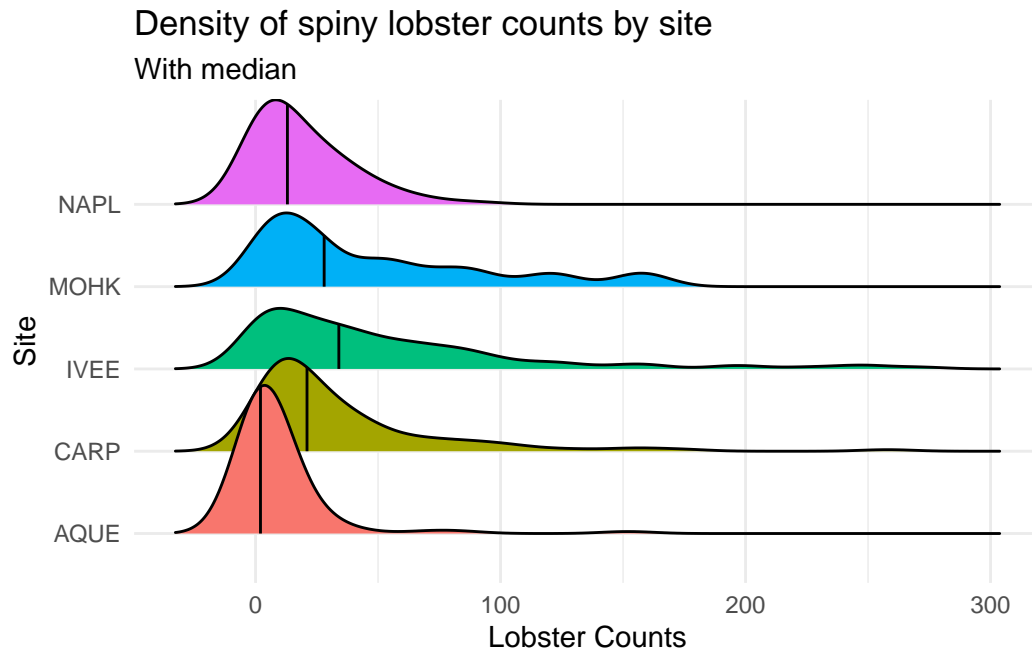 Density of spiny lobster counts by site
With median
NAPL
MOHK
IVEE
CARP
AQUE
Site
0 100 200 300
Lobster Counts